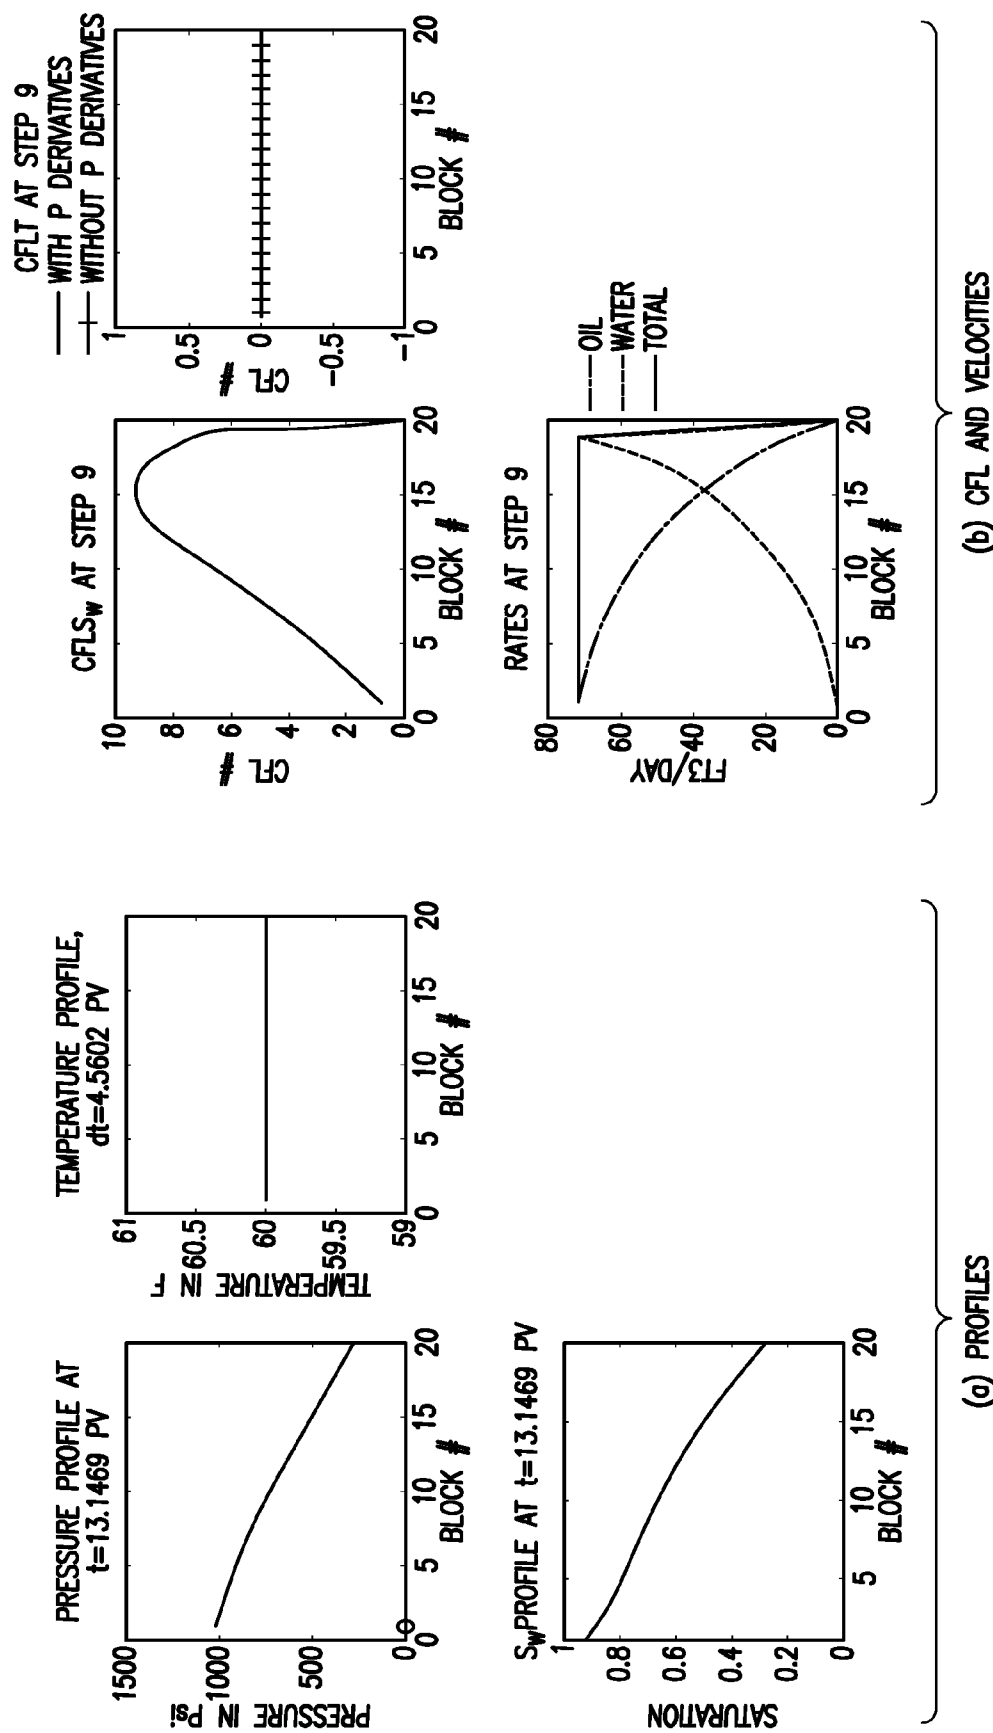 PRESSURE PROFILE AT
t=13.1469 PV
PRESSURE IN Psi
1500
1000
500
0
0 5 10 15 20
BLOCK #
TEMPERATURE PROFILE,
dt=4.5602 PV
TEMPERATURE IN F
61
60.5
60
59.5
59
0 5 10 15 20
BLOCK #
SwPROFILE AT t=13.1469 PV
SATURATION
1
0.8
0.6
0.4
0.2
0
5 10 15 20
BLOCK #
(a) PROFILES
CFLSw AT STEP 9
CFL #
10
8
6
4
2
0
0 5 10 15 20
BLOCK #
CFLT AT STEP 9
WITH P DERIVATIVES
WITHOUT P DERIVATIVES
CFL #
1
0.5
0
-0.5
-1
0 5 10 15 20
BLOCK #
RATES AT STEP 9
FT3/DAY
80
60
40
20
0
0 5 10 15 20
BLOCK #
OIL
WATER
TOTAL
(b) CFL AND VELOCITIES